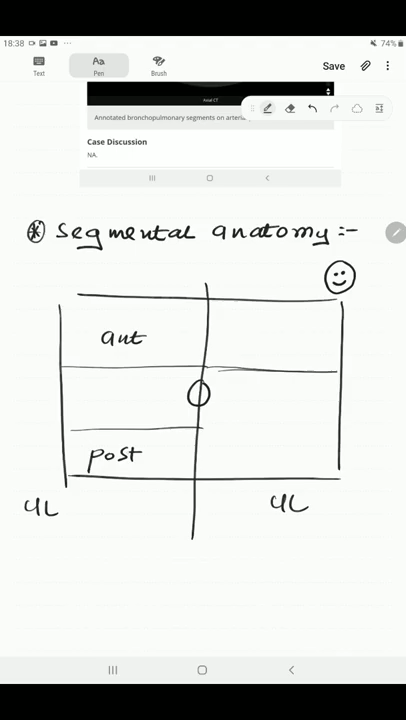 18:38
74%
Text
Aa
Pen
Brush
Save
Axial CT
Annotated bronchopulmonary segments on arteria
Case Discussion
NA.
* Segmental anatomy :-
ant
post
UL
UL